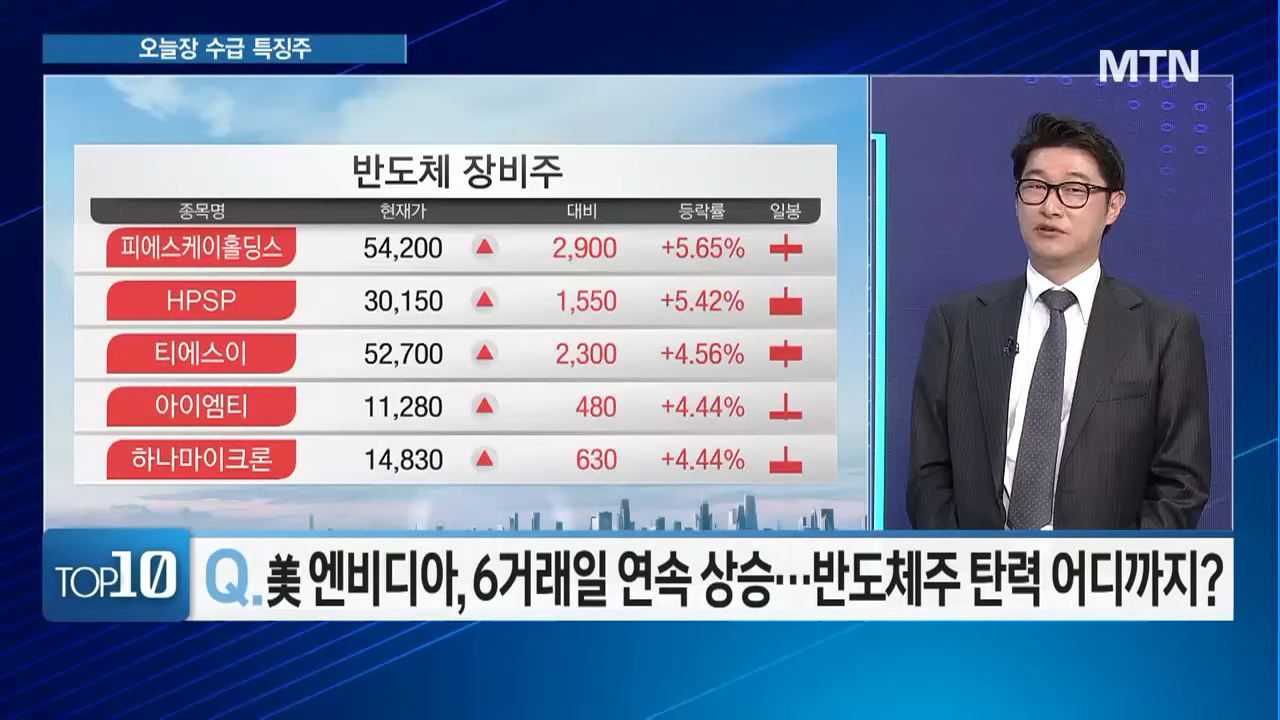 오늘장 수급 특징주
MTN
반도체 장비주
종목명 현재가 대비 등락률 일봉
피에스케이홀딩스 54,200 ▲ 2,900 +5.65%
HPSP 30,150 ▲ 1,550 +5.42%
티에스이 52,700 ▲ 2,300 +4.56%
아이엠티 11,280 ▲ 480 +4.44%
하나마이크론 14,830 ▲ 630 +4.44%
TOP10 Q.美 엔비디아, 6거래일 연속 상승…반도체주 탄력 어디까지?